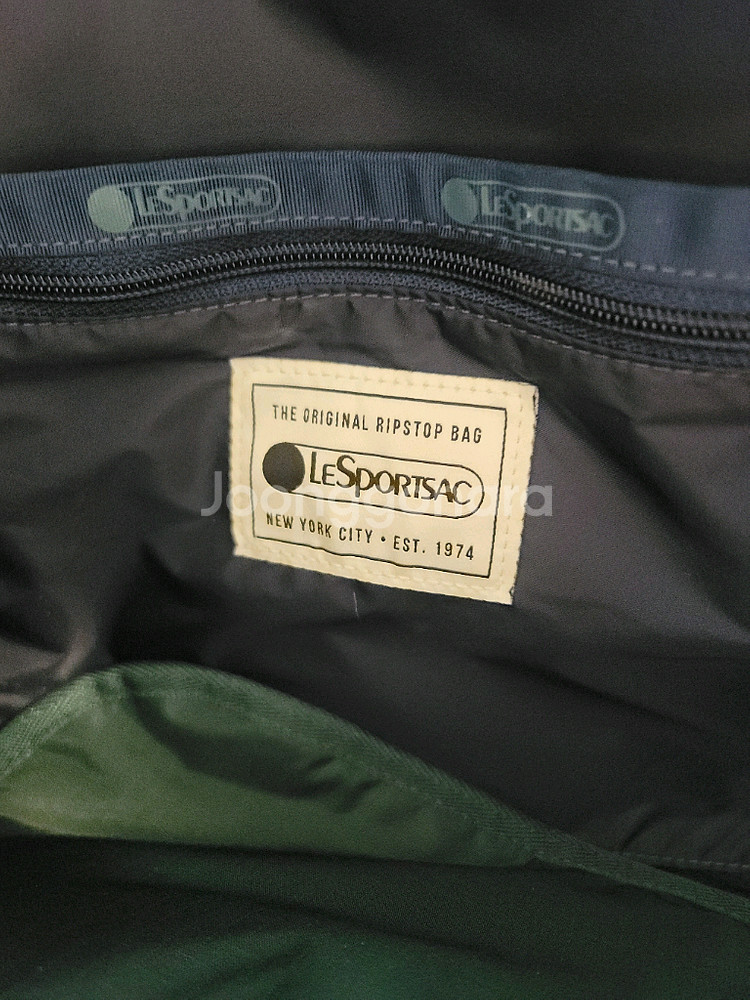 LeSportsac LeSportsac
THE ORIGINAL RIPSTOP BAG
LeSportsac
Joonggonara
NEW YORK CITY • EST. 1974